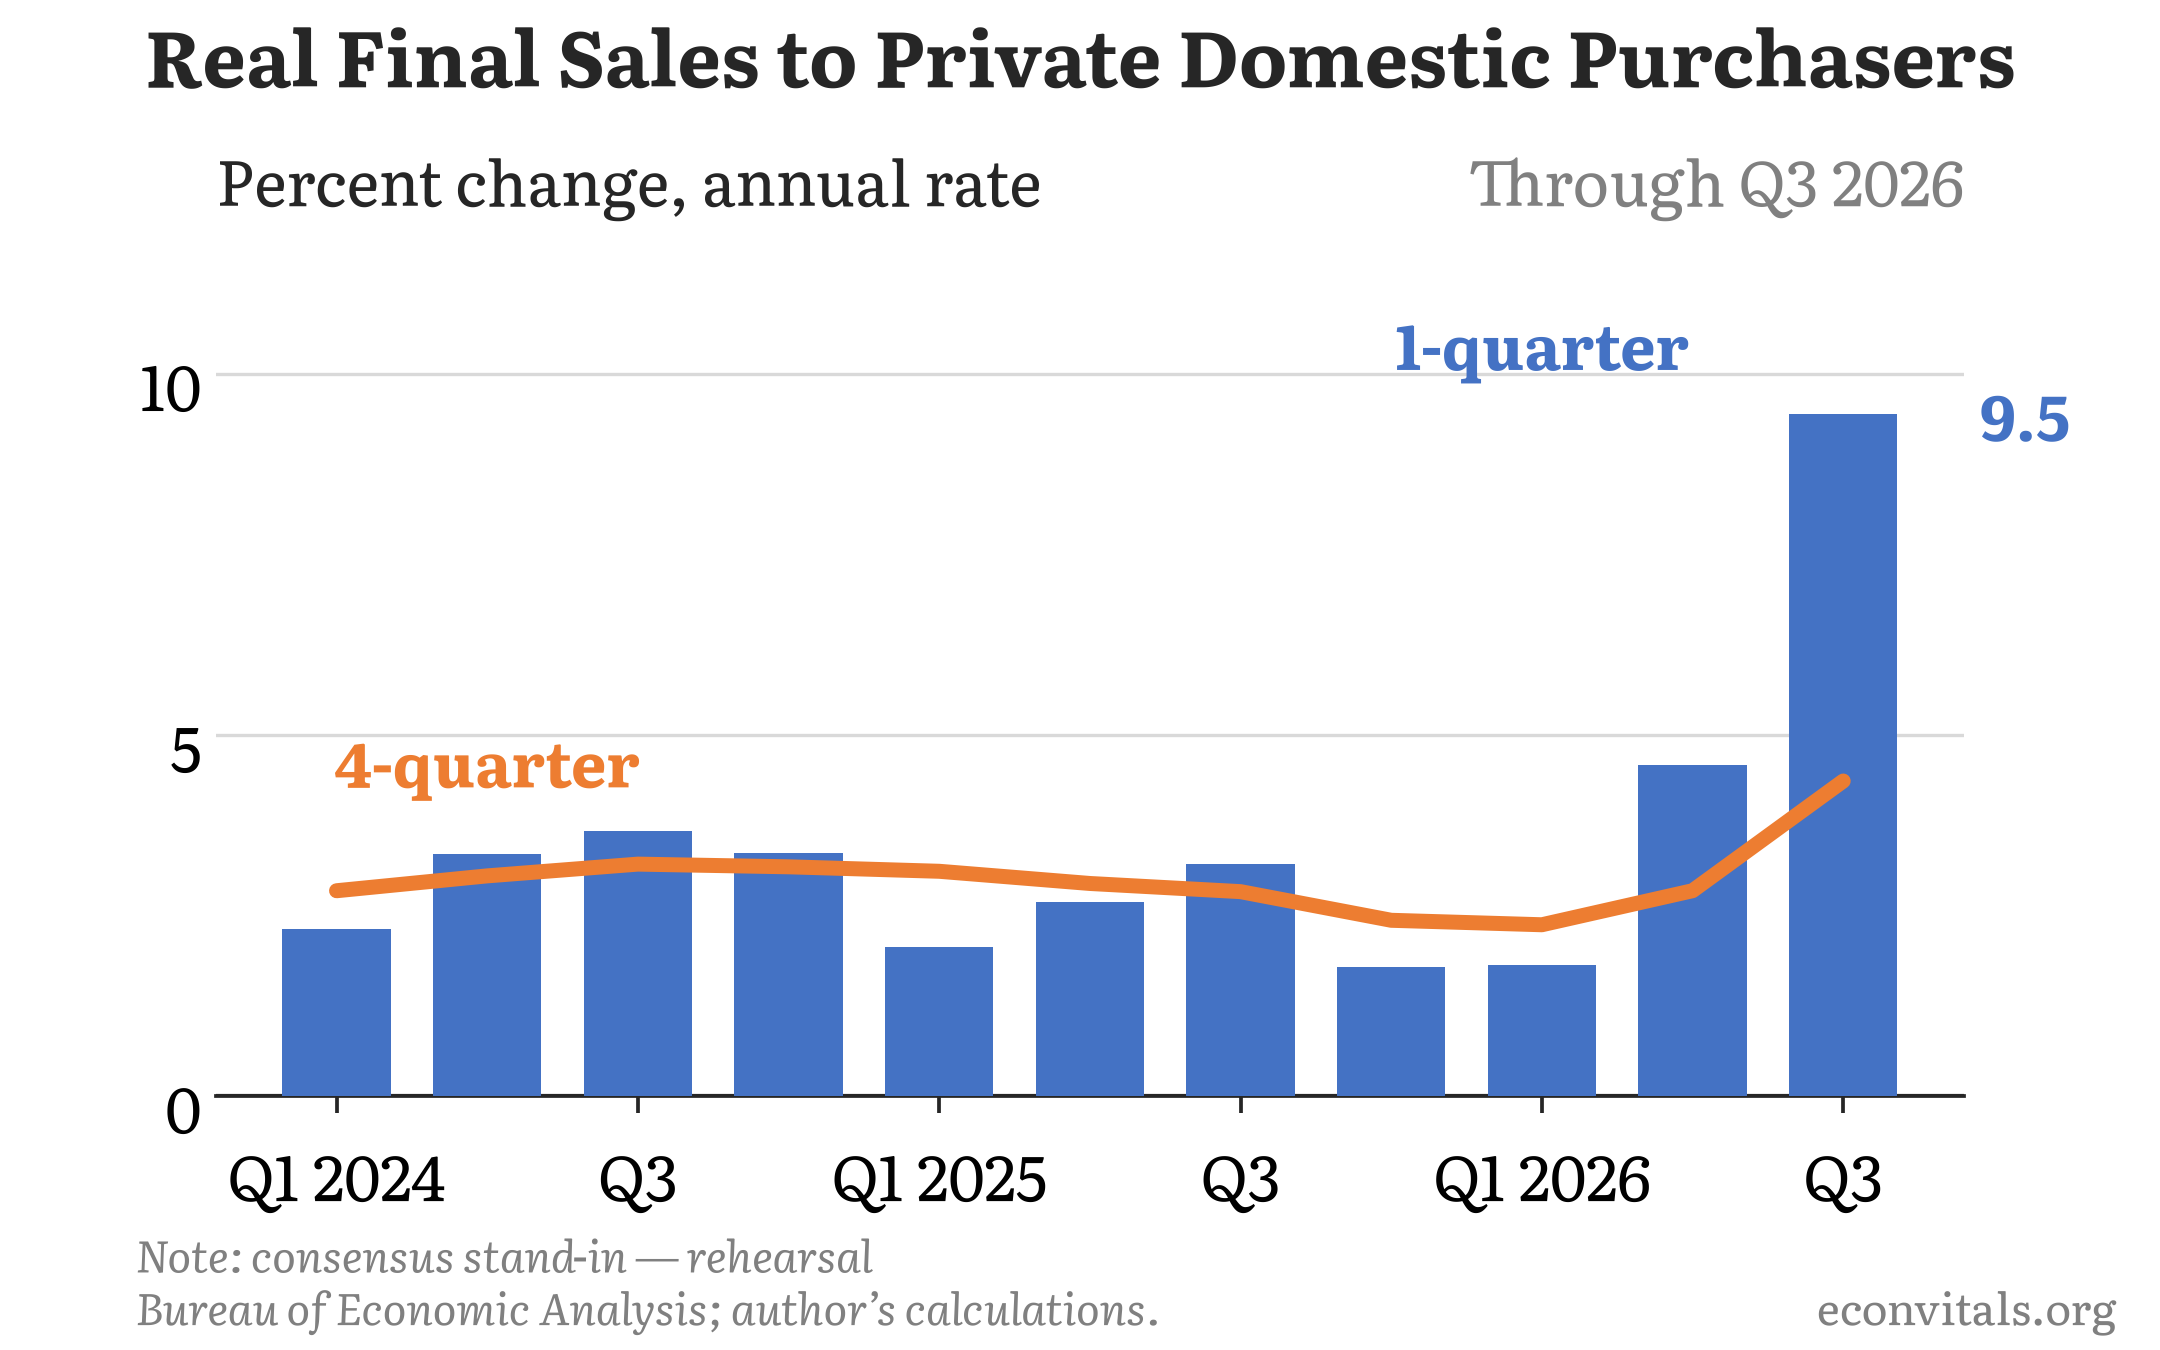 Real Final Sales to Private Domestic Purchasers
Percent change, annual rate
Through Q3 2026
1-quarter
10
9.5
5
4-quarter
0
Q1 2024 Q3 Q1 2025 Q3 Q1 2026 Q3
Note: consensus stand-in — rehearsal
Bureau of Economic Analysis; author’s calculations.
econvitals.org